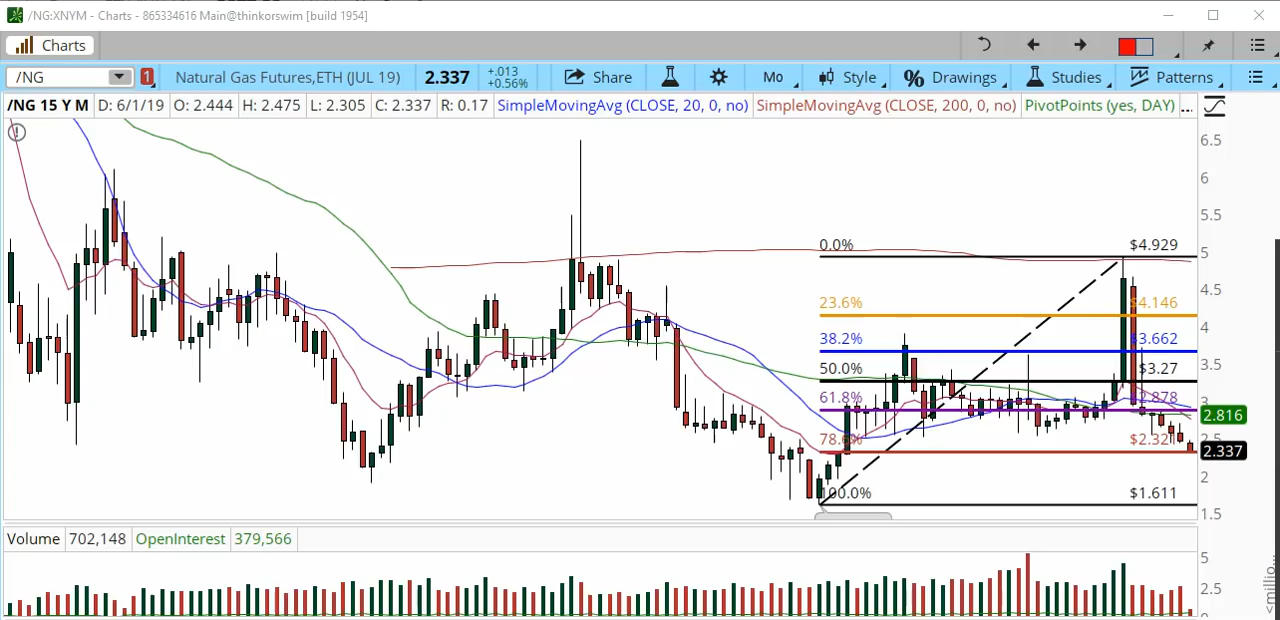 /NG:XNYM - Charts - 865334616 Main@thinkorswim [build 1954]
Charts
/NG 1 Natural Gas Futures,ETH (JUL 19) 2.337 +.013 +0.56% Share Mo Style % Drawings Studies Patterns
/NG 15 Y M D: 6/1/19 O: 2.444 H: 2.475 L: 2.305 C: 2.337 R: 0.17 SimpleMovingAvg (CLOSE, 20, 0, no) SimpleMovingAvg (CLOSE, 200, 0, no) PivotPoints (yes, DAY) ...
6.5
6
5.5
0.0% $4.929 5
4.5
23.6% $4.146
4
38.2% $3.662
3.5
50.0% $3.27
61.8% $2.878 3
2.816
78.6% $2.327 2.5
2.337
2
100.0% $1.611
1.5
Volume 702,148 OpenInterest 379,566
5
2.5
0
<millio...